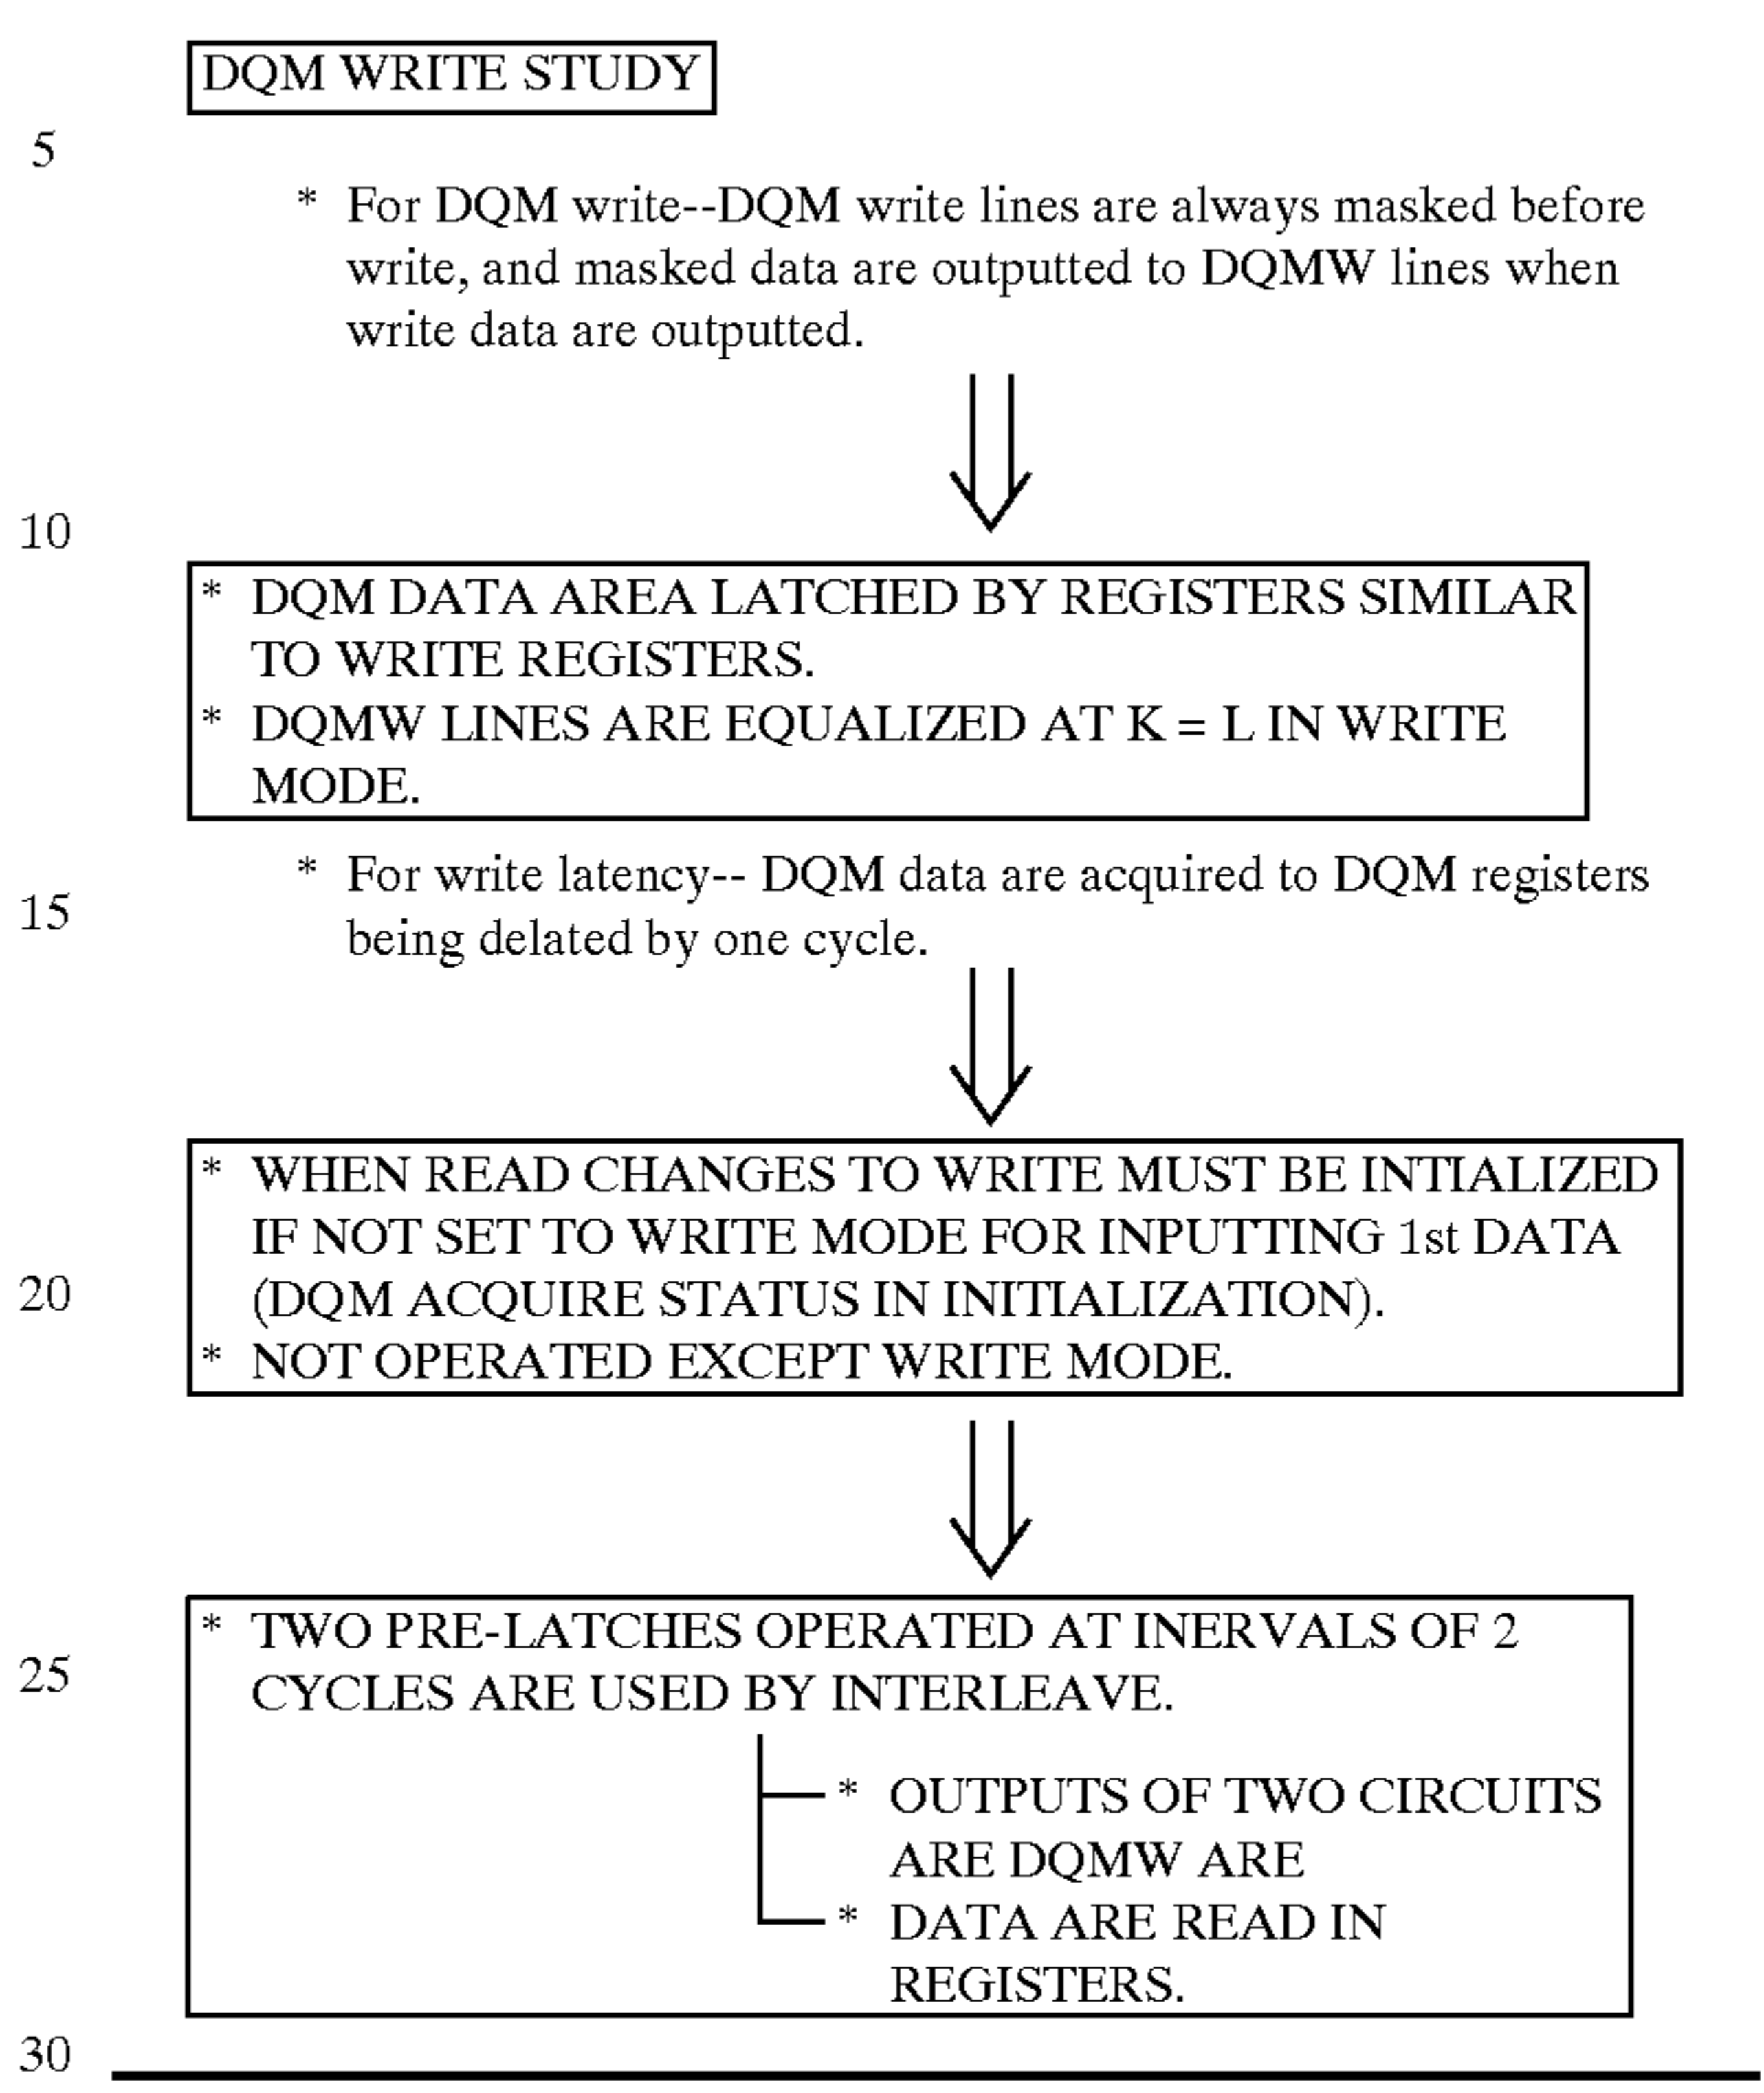 DQM WRITE STUDY
5
* For DQM write--DQM write lines are always masked before
write, and masked data are outputted to DQMW lines when
write data are outputted.
10
* DQM DATA AREA LATCHED BY REGISTERS SIMILAR
TO WRITE REGISTERS.
* DQMW LINES ARE EQUALIZED AT K = L IN WRITE
MODE.
* For write latency-- DQM data are acquired to DQM registers
15
being delated by one cycle.
* WHEN READ CHANGES TO WRITE MUST BE INTIALIZED
IF NOT SET TO WRITE MODE FOR INPUTTING 1st DATA
20
(DQM ACQUIRE STATUS IN INITIALIZATION).
* NOT OPERATED EXCEPT WRITE MODE.
* TWO PRE-LATCHES OPERATED AT INERVALS OF 2
25
CYCLES ARE USED BY INTERLEAVE.
* OUTPUTS OF TWO CIRCUITS
ARE DQMW ARE
* DATA ARE READ IN
REGISTERS.
30